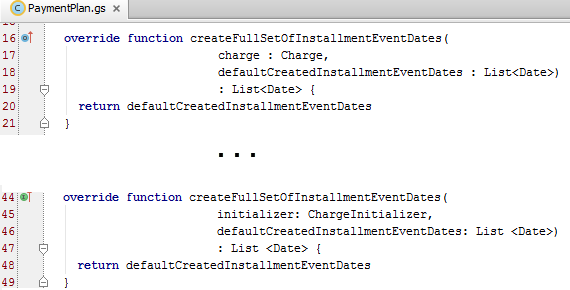 PaymentPlan.gs
16 override function createFullSetOfInstallmentEventDates(
17 charge : Charge,
18 defaultCreatedInstallmentEventDates : List<Date>)
19 : List<Date> {
20 return defaultCreatedInstallmentEventDates
21 }
...
44 override function createFullSetOfInstallmentEventDates(
45 initializer: ChargeInitializer,
46 defaultCreatedInstallmentEventDates: List <Date>)
47 : List <Date> {
48 return defaultCreatedInstallmentEventDates
49 }